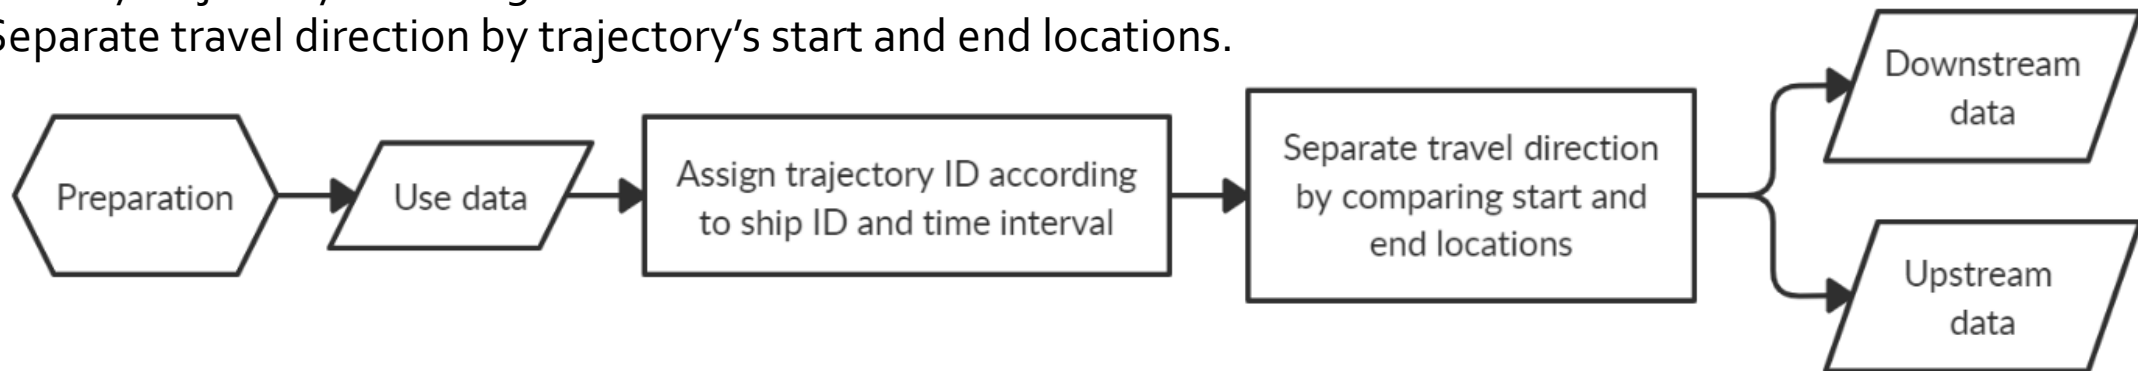 Separate travel direction by trajectory's start and end locations.
Preparation
Use data
Assign trajectory ID according
to ship ID and time interval
Separate travel direction
by comparing start and
end locations
Downstream
data
Upstream
data